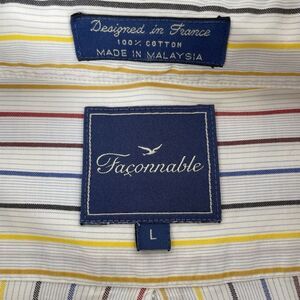 Designed in France
100% COTTON
MADE IN MALAYSIA
Façonnable
L